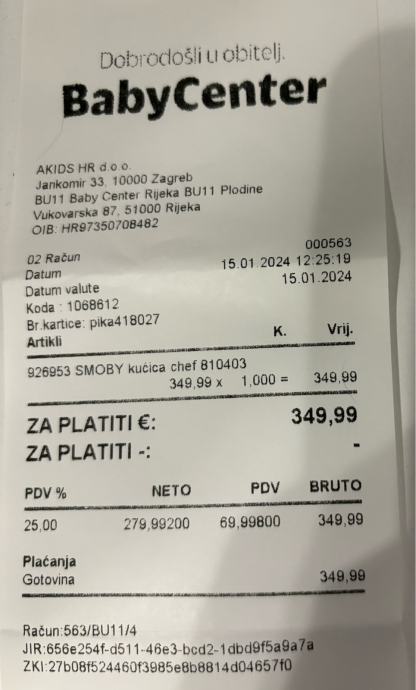 Dobrodošli u obitelj.
BabyCenter
AKIDS HR d.o.o.
Jankomir 33, 10000 Zagreb
BU11 Baby Center Rijeka BU11 Plodine
Vukovarska 87, 51000 Rijeka
OIB: HR97350708482
02 Račun 000563
Datum 15.01.2024 12:25:19
Datum valute 15.01.2024
Koda : 1068612
Br.kartice: pika418027
Artikli K. Vrij.
926953 SMOBY kućica chef 810403
349,99 x 1,000 = 349,99
ZA PLATITI €: 349,99
ZA PLATITI -: -
PDV % NETO PDV BRUTO
25,00 279,99200 69,99800 349,99
Plaćanja
Gotovina 349,99
Račun:563/BU11/4
JIR:656e254f-d511-46e3-bcd2-1dbd9f5a9a7a
ZKI:27b08f524460f3985e8b8814d04657f0